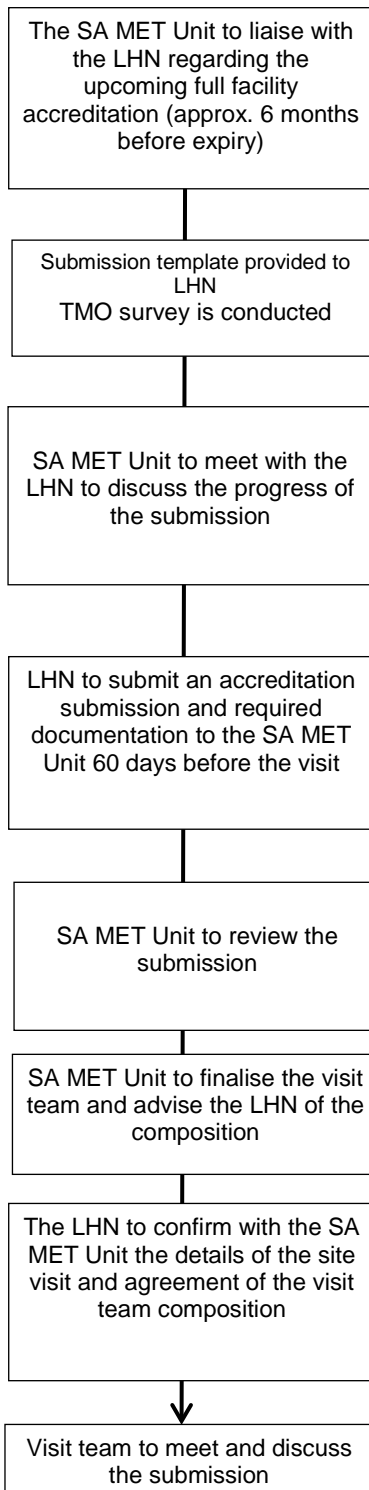 The SA MET Unit to liaise with
the LHN regarding the
upcoming full facility
accreditation (approx. 6 months
before expiry)
Submission template provided to
LHN
TMO survey is conducted
SA MET Unit to meet with the
LHN to discuss the progress of
the submission
LHN to submit an accreditation
submission and required
documentation to the SA MET
Unit 60 days before the visit
SA MET Unit to review the
submission
SA MET Unit to finalise the visit
team and advise the LHN of the
composition
The LHN to confirm with the SA
MET Unit the details of the site
visit and agreement of the visit
team composition
Visit team to meet and discuss
the submission